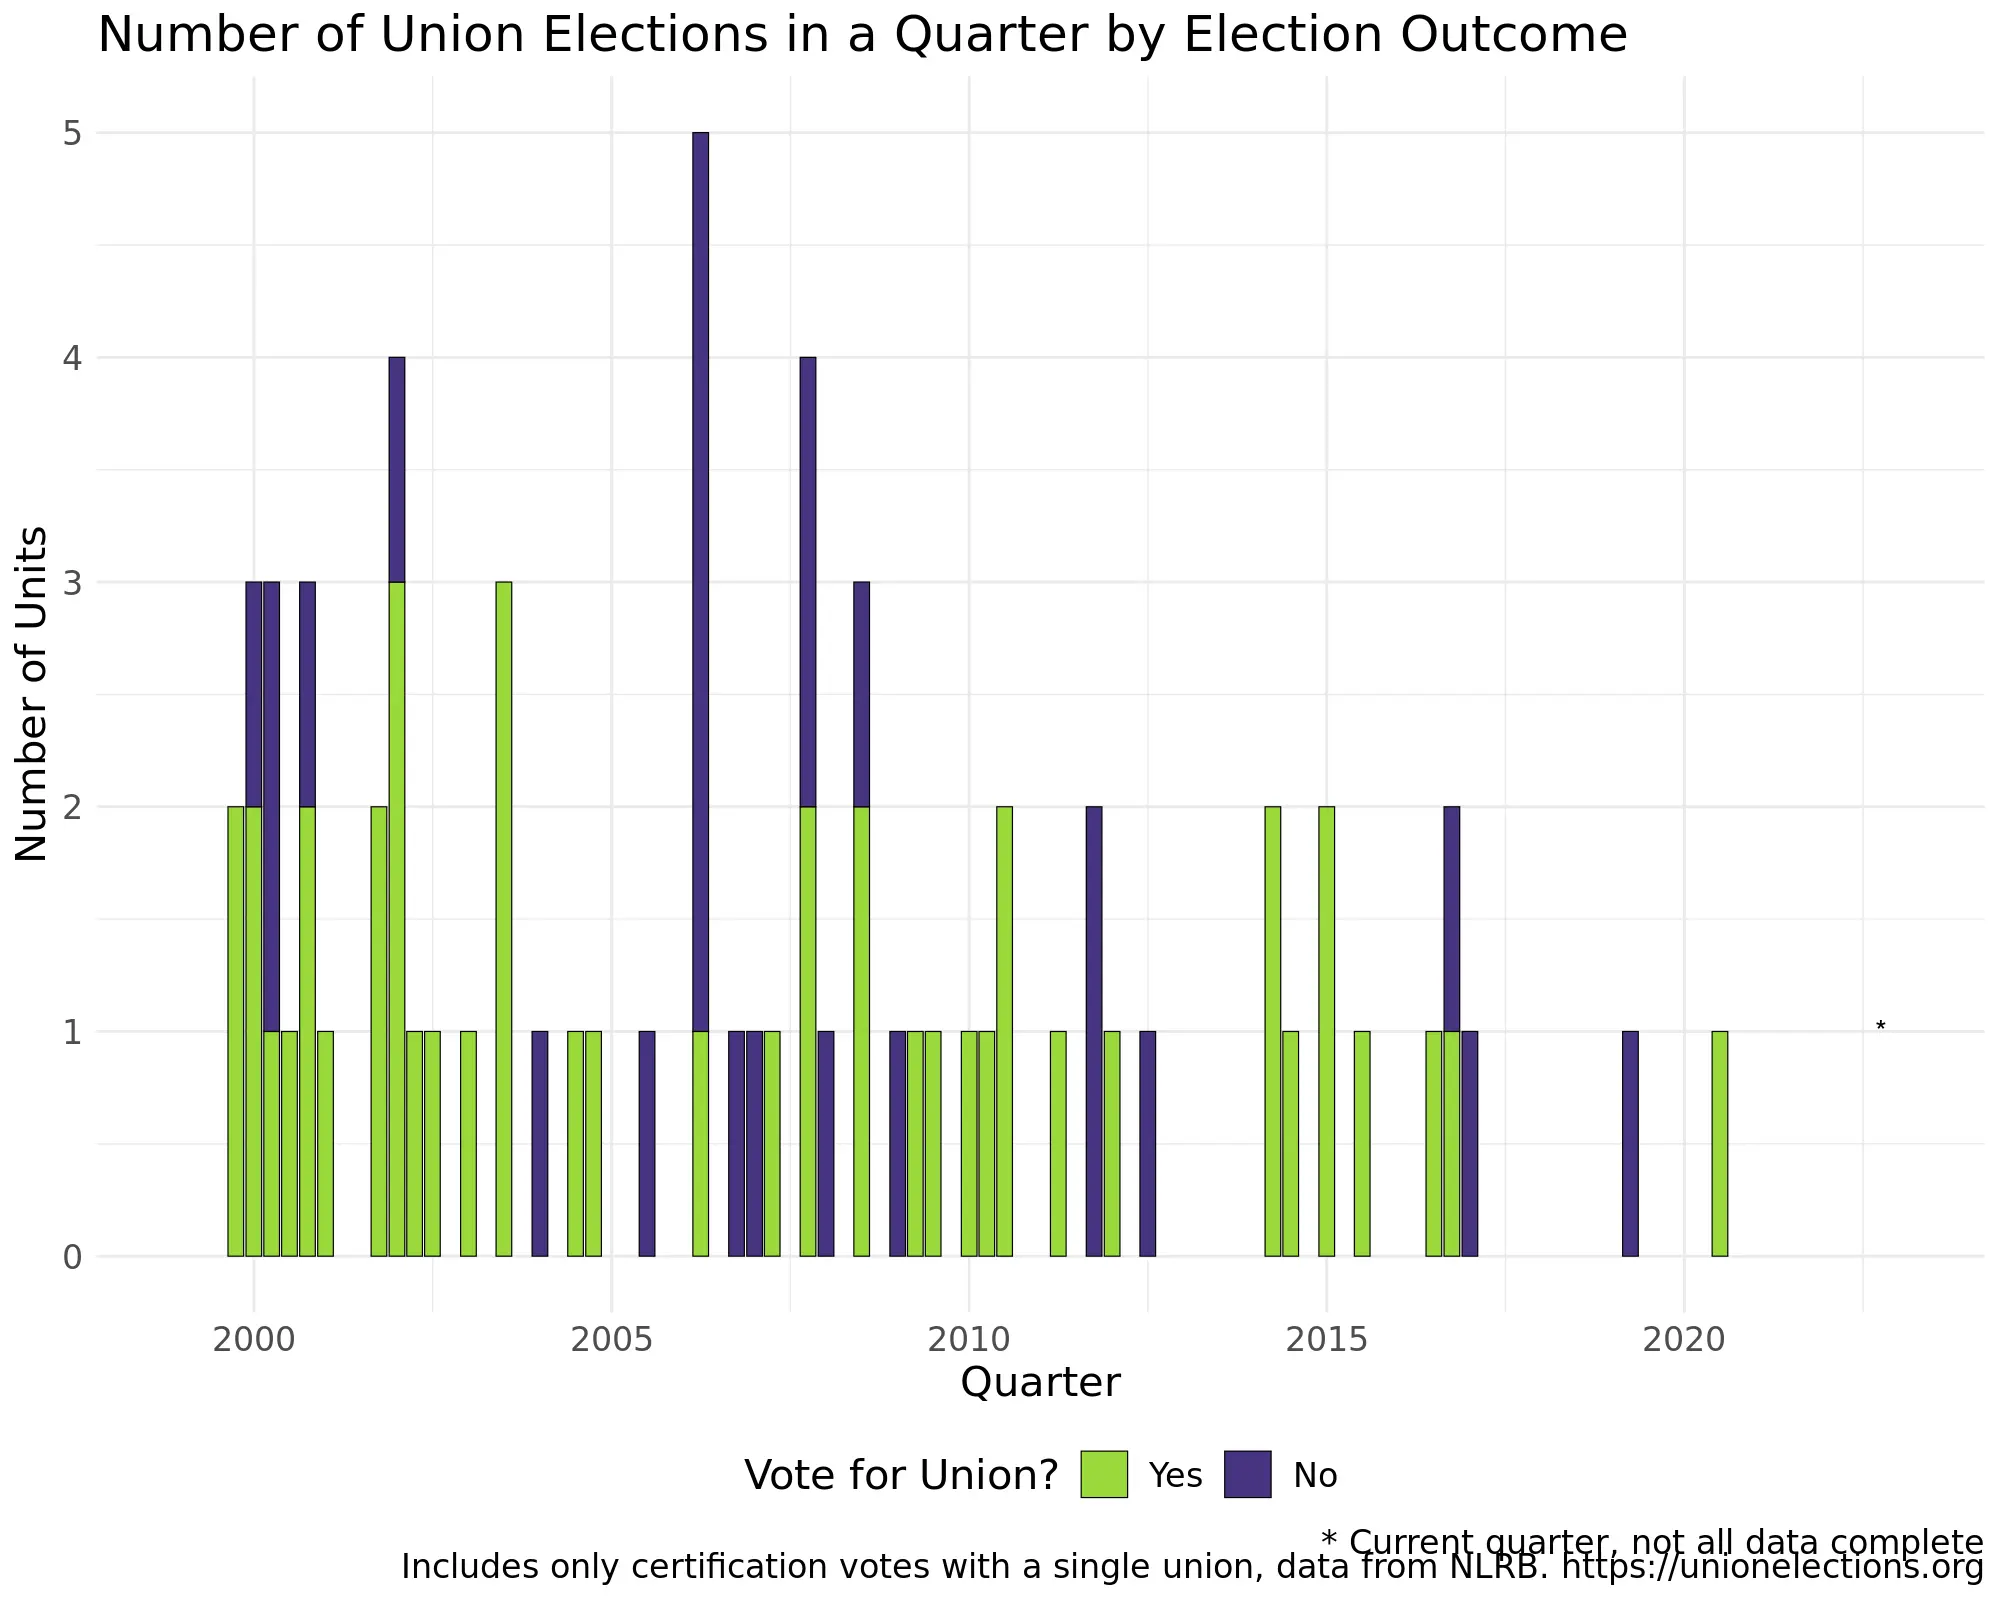 Number of Union Elections in a Quarter by Election Outcome
5
4
3
2
1
0
Number of Units
*
2000 2005 2010 2015 2020
Quarter
Vote for Union? Yes No
* Current quarter, not all data complete
Includes only certification votes with a single union, data from NLRB. https://unionelections.org